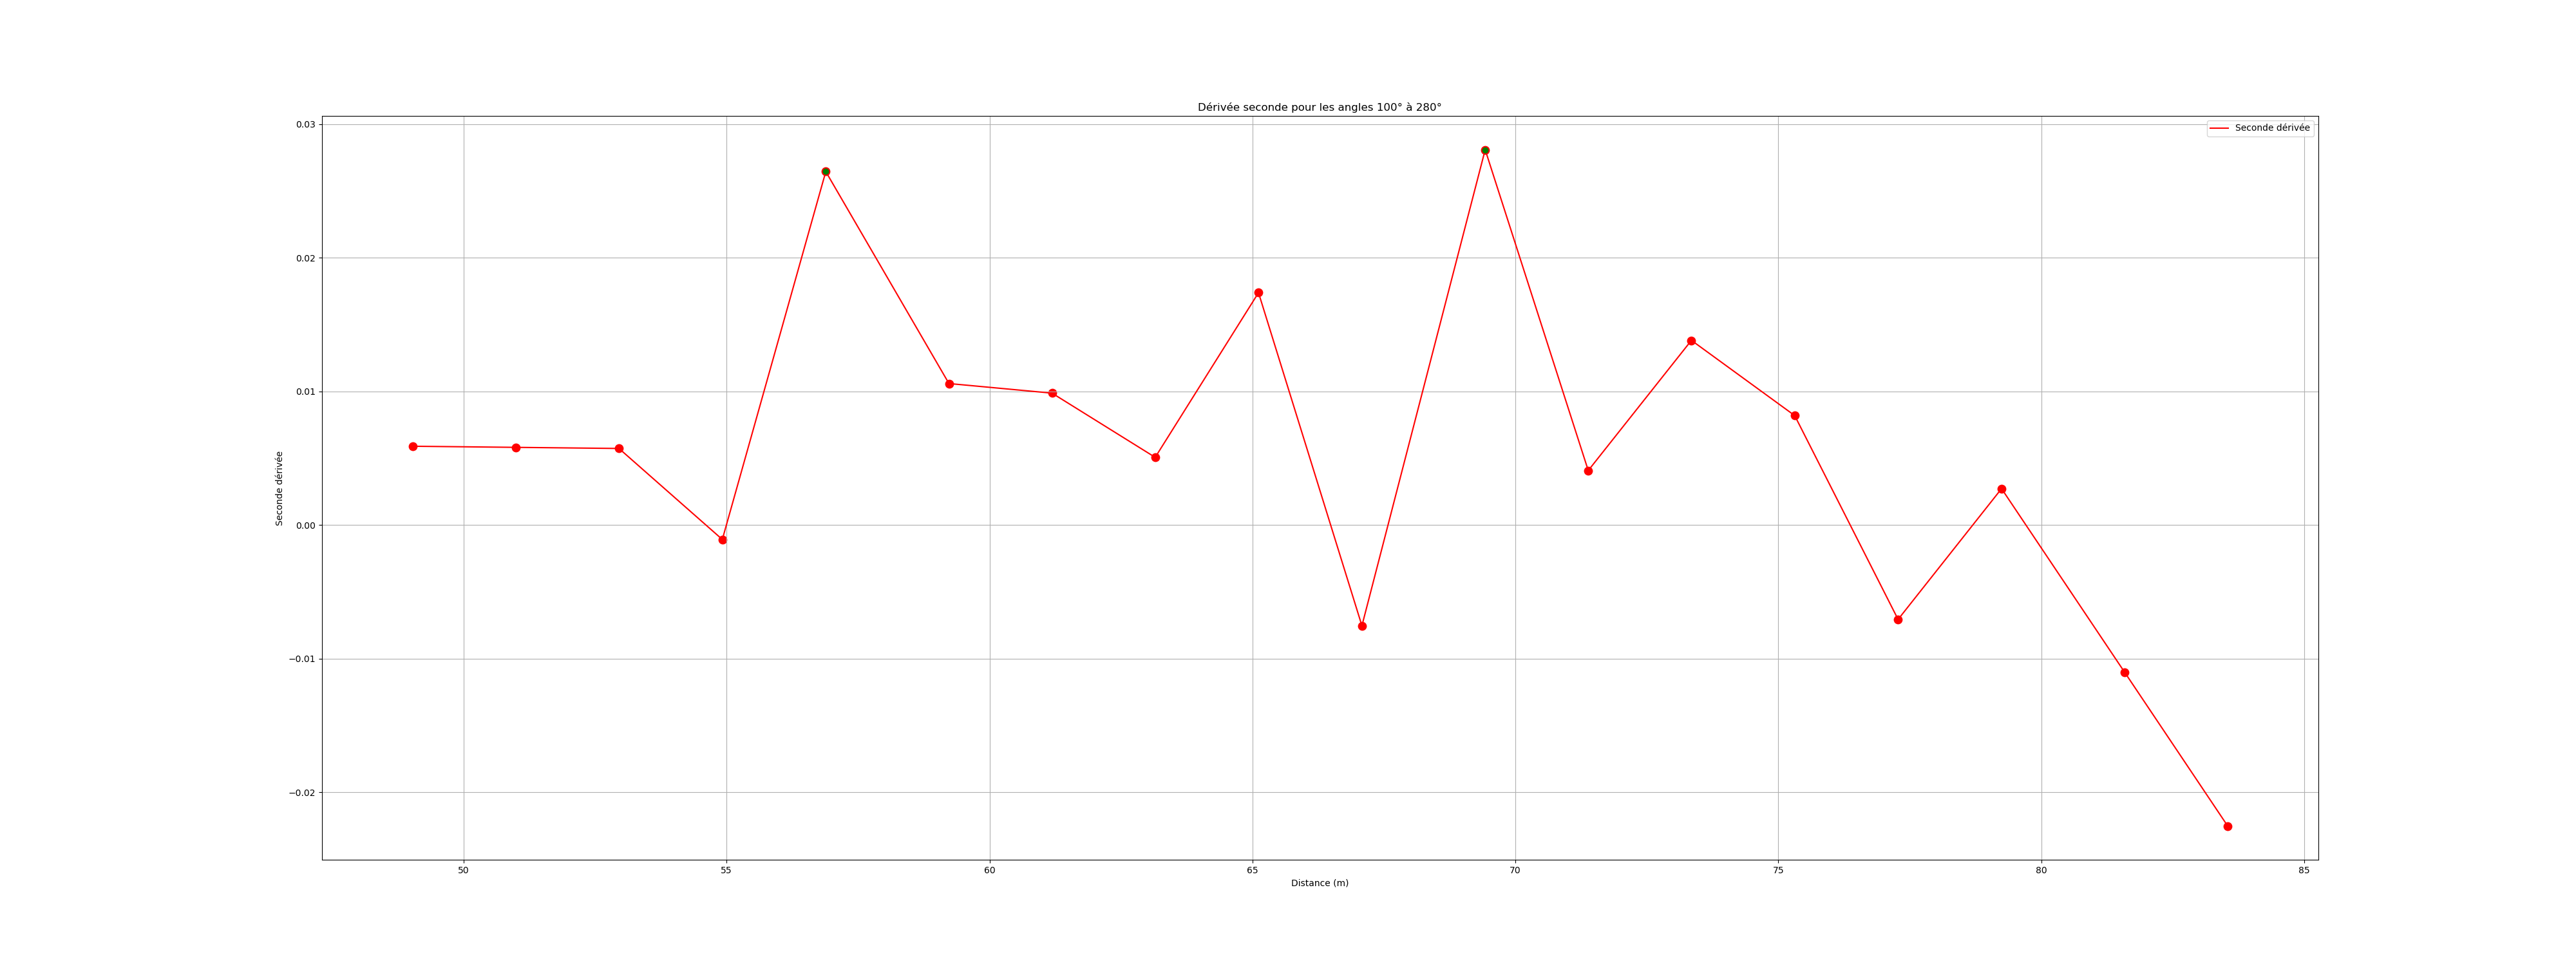 Dérivée seconde pour les angles 100° à 280°
Seconde dérivée
0.03
0.02
0.01
0.00
−0.01
−0.02
Seconde dérivée
50 55 60 65 70 75 80 85
Distance (m)